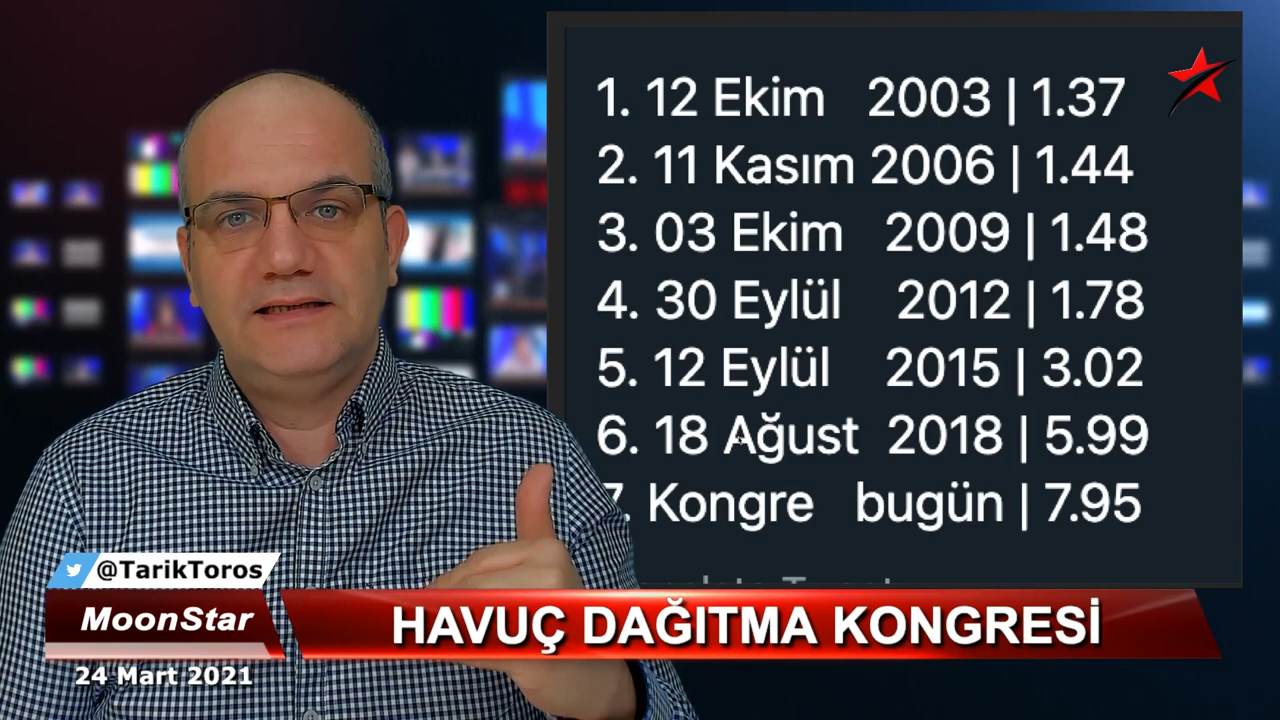 1. 12 Ekim 2003 | 1.37
2. 11 Kasım 2006 | 1.44
3. 03 Ekim 2009 | 1.48
4. 30 Eylül 2012 | 1.78
5. 12 Eylül 2015 | 3.02
6. 18 Ağust 2018 | 5.99
7. Kongre bugün | 7.95
@TarikToros
MoonStar
HAVUÇ DAĞITMA KONGRESİ
24 Mart 2021